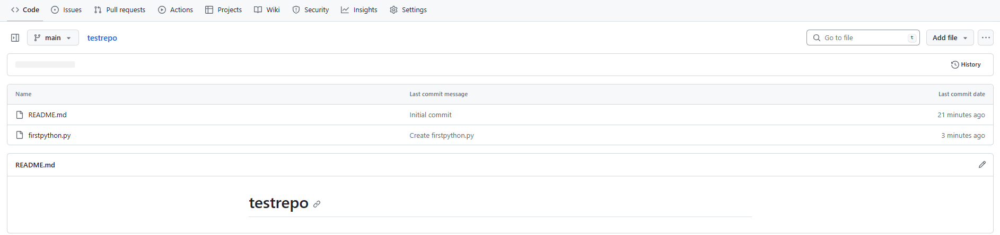 Code Issues Pull requests Actions Projects Wiki Security Insights Settings
main testrepo Go to file t Add file
History
Name Last commit message Last commit date
README.md Initial commit 21 minutes ago
firstpython.py Create firstpython.py 3 minutes ago
README.md
testrepo